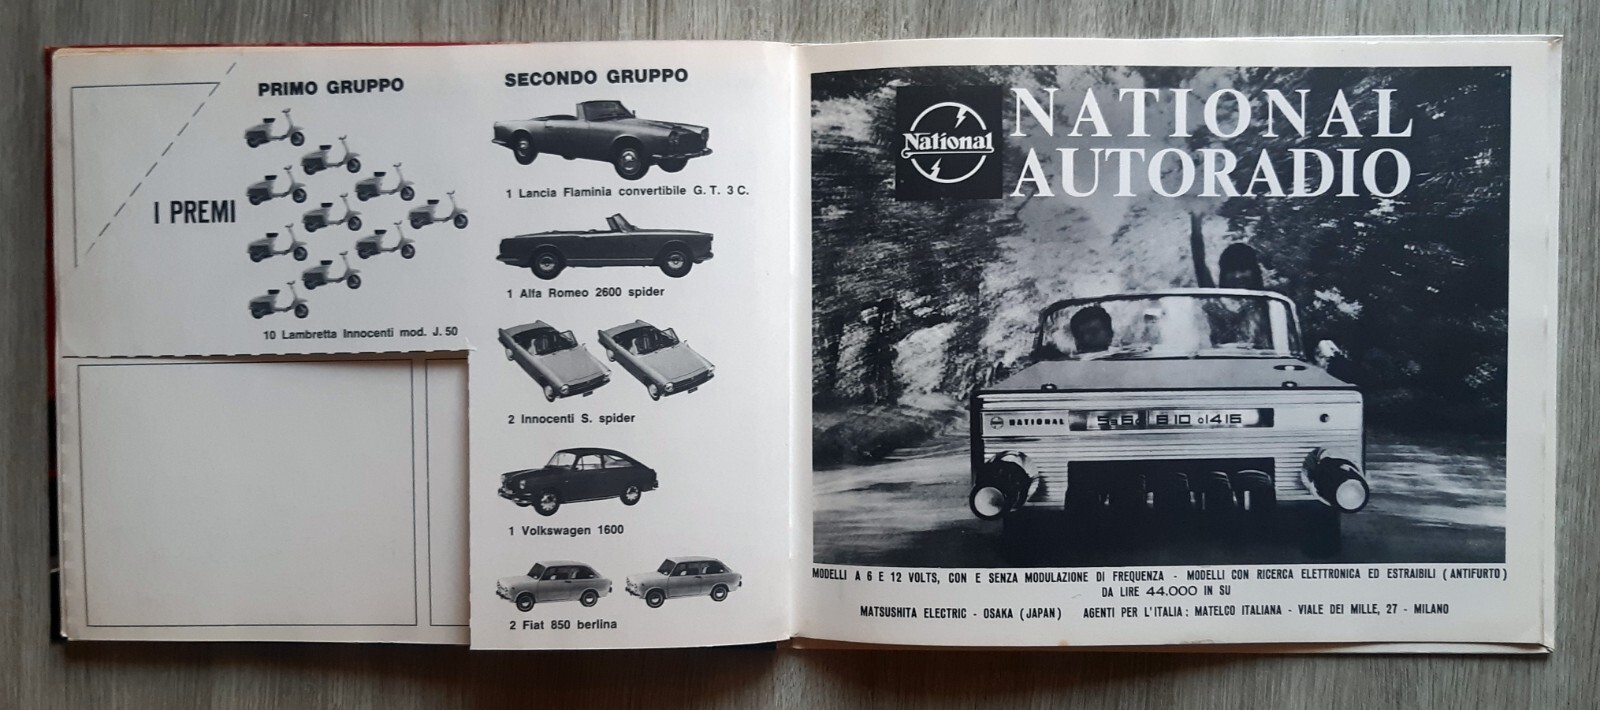 PRIMO GRUPPO
I PREMI
10 Lambretta Innocenti mod. J. 50
SECONDO GRUPPO
1 Lancia Flaminia convertibile G. T. 3 C.
1 Alfa Romeo 2600 spider
2 Innocenti S. spider
1 Volkswagen 1600
2 Fiat 850 berlina
National
NATIONAL
AUTORADIO
NATIONAL
MODELLI A 6 E 12 VOLTS, CON E SENZA MODULAZIONE DI FREQUENZA - MODELLI CON RICERCA ELETTRONICA ED ESTRAIBILI (ANTIFURTO)
DA LIRE 44.000 IN SU
MATSUSHITA ELECTRIC - OSAKA (JAPAN) AGENTI PER L'ITALIA: MATELCO ITALIANA - VIALE DEI MILLE, 27 - MILANO